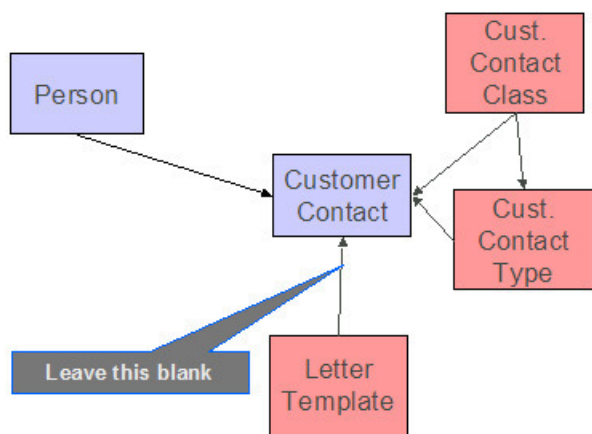 Person
Cust.
Contact
Class
Customer
Contact
Cust.
Contact
Type
Leave this blank
Letter
Template